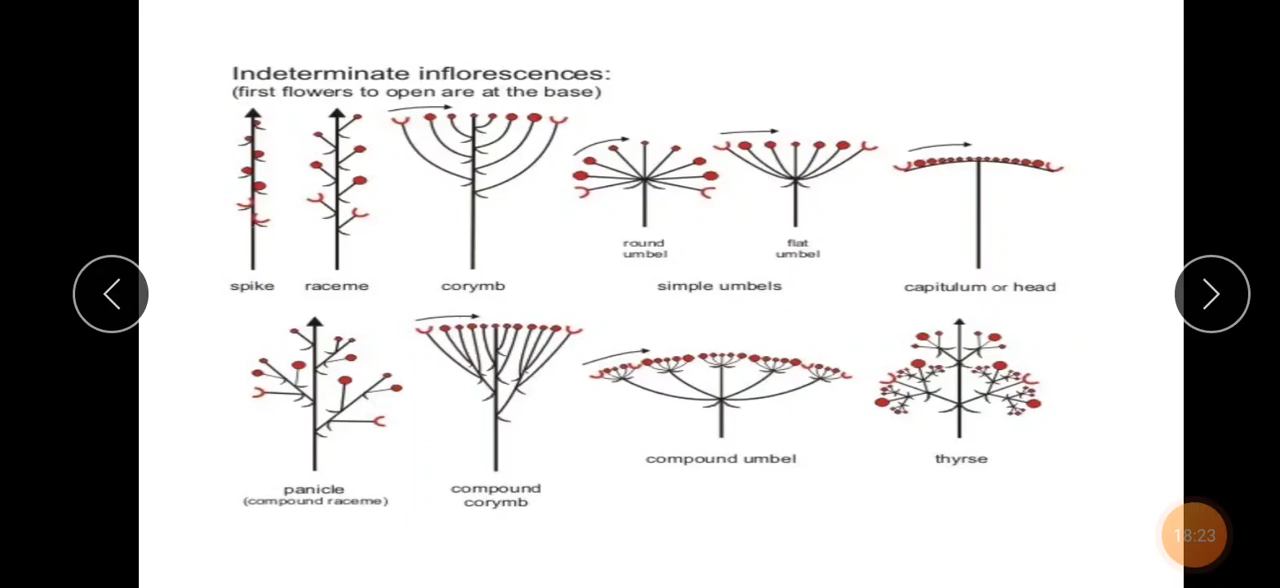 Indeterminate inflorescences:
(first flowers to open are at the base)
round
umbel
flat
umbel
spike
raceme
corymb
simple umbels
capitulum or head
compound umbel
thyrse
panicle
(compound raceme)
compound
corymb
18:23